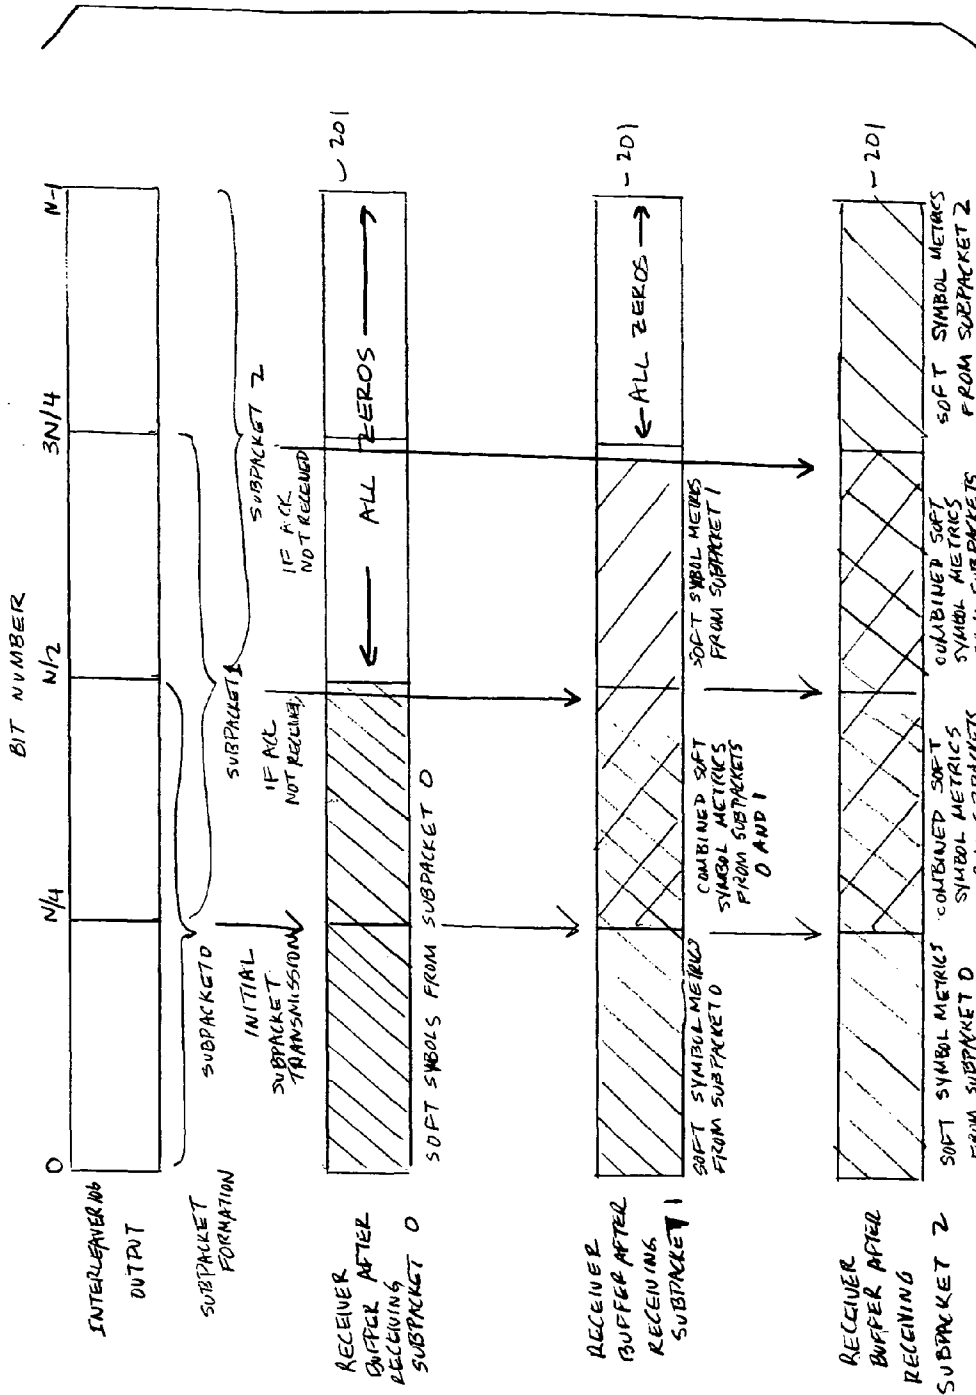 BIT NUMBER
0
N/4
N/2
3N/4
N-1
INTERLEAVER 106
OUTPUT
SUBPACKET
FORMATION
SUBPACKET 0
SUBPACKET 1
SUBPACKET 2
INITIAL
SUBPACKET
TRANSMISSION
IF ACK
NOT RECEIVED
IF ACK
NOT RECEIVED
RECEIVER
BUFFER AFTER
RECEIVING
SUBPACKET 0
ALL ZEROS
201
SOFT SYMBOLS FROM SUBPACKET 0
RECEIVER
BUFFER AFTER
RECEIVING
SUBPACKET 1
ALL ZEROS
201
SOFT SYMBOL METRICS
FROM SUBPACKET 0
COMBINED SOFT
SYMBOL METRICS
FROM SUBPACKETS
0 AND 1
SOFT SYMBOL METRICS
FROM SUBPACKET 1
RECEIVER
BUFFER AFTER
RECEIVING
SUBPACKET 2
201
SOFT SYMBOL METRICS
FROM SUBPACKET 0
COMBINED SOFT
SYMBOL METRICS
COMBINED SOFT
SYMBOL METRICS
SOFT SYMBOL METRICS
FROM SUBPACKET 2